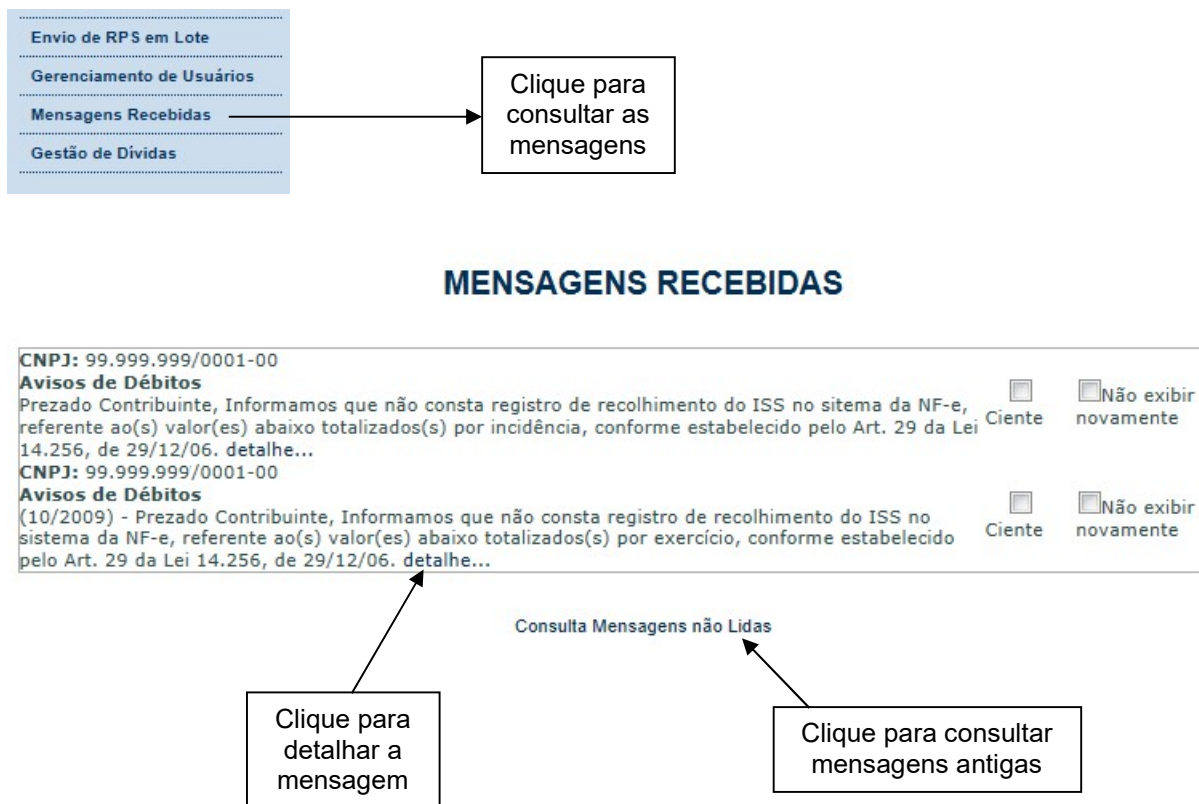 Envio de RPS em Lote
Gerenciamento de Usuários
Mensagens Recebidas
Gestão de Dívidas
Clique para
consultar as
mensagens
MENSAGENS RECEBIDAS
CNPJ: 99.999.999/0001-00
Avisos de Débitos
Prezado Contribuinte, Informamos que não consta registro de recolhimento do ISS no sitema da NF-e,
referente ao(s) valor(es) abaixo totalizados(s) por incidência, conforme estabelecido pelo Art. 29 da Lei
14.256, de 29/12/06. detalhe...
Ciente
Não exibir
novamente
CNPJ: 99.999.999/0001-00
Avisos de Débitos
(10/2009) - Prezado Contribuinte, Informamos que não consta registro de recolhimento do ISS no
sistema da NF-e, referente ao(s) valor(es) abaixo totalizados(s) por exercício, conforme estabelecido
pelo Art. 29 da Lei 14.256, de 29/12/06. detalhe...
Ciente
Não exibir
novamente
Consulta Mensagens não Lidas
Clique para
detalhar a
mensagem
Clique para consultar
mensagens antigas